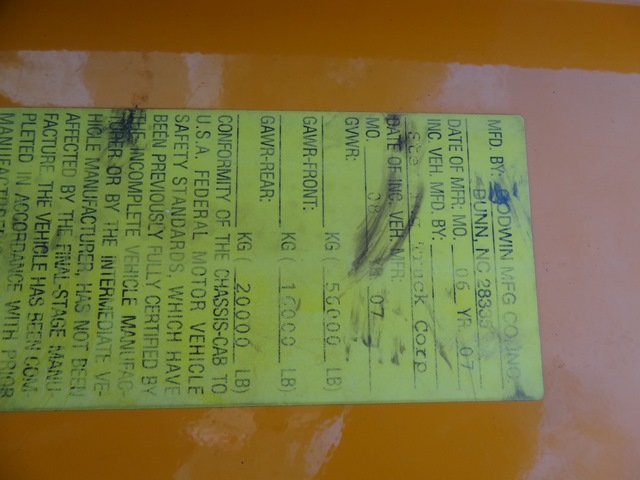 MFD. BY: GODWIN MFG CO INC
DUNN, NC 28335
DATE OF MFR: MO. 06 YR. 07
INC. VEH. MFD. BY:
Truck Corp
DATE OF INC. VEH. MFR:
MO. 07
GVWR:
KG ( 56000 LB)
GAWR-FRONT:
KG ( LB)
GAWR-REAR:
KG ( 20000 LB)
CONFORMITY OF THE CHASSIS-CAB TO
U.S.A. FEDERAL MOTOR VEHICLE
SAFETY STANDARDS, WHICH HAVE
BEEN PREVIOUSLY FULLY CERTIFIED BY
THE INCOMPLETE VEHICLE MANUFAC-
TURER OR BY THE INTERMEDIATE VE-
HICLE MANUFACTURER, HAS NOT BEEN
AFFECTED BY THE FINAL-STAGE MANU
FACTURE. THE VEHICLE HAS BEEN COM
PLETED IN ACCORDANCE WITH PRIOR
MANUFACTURER